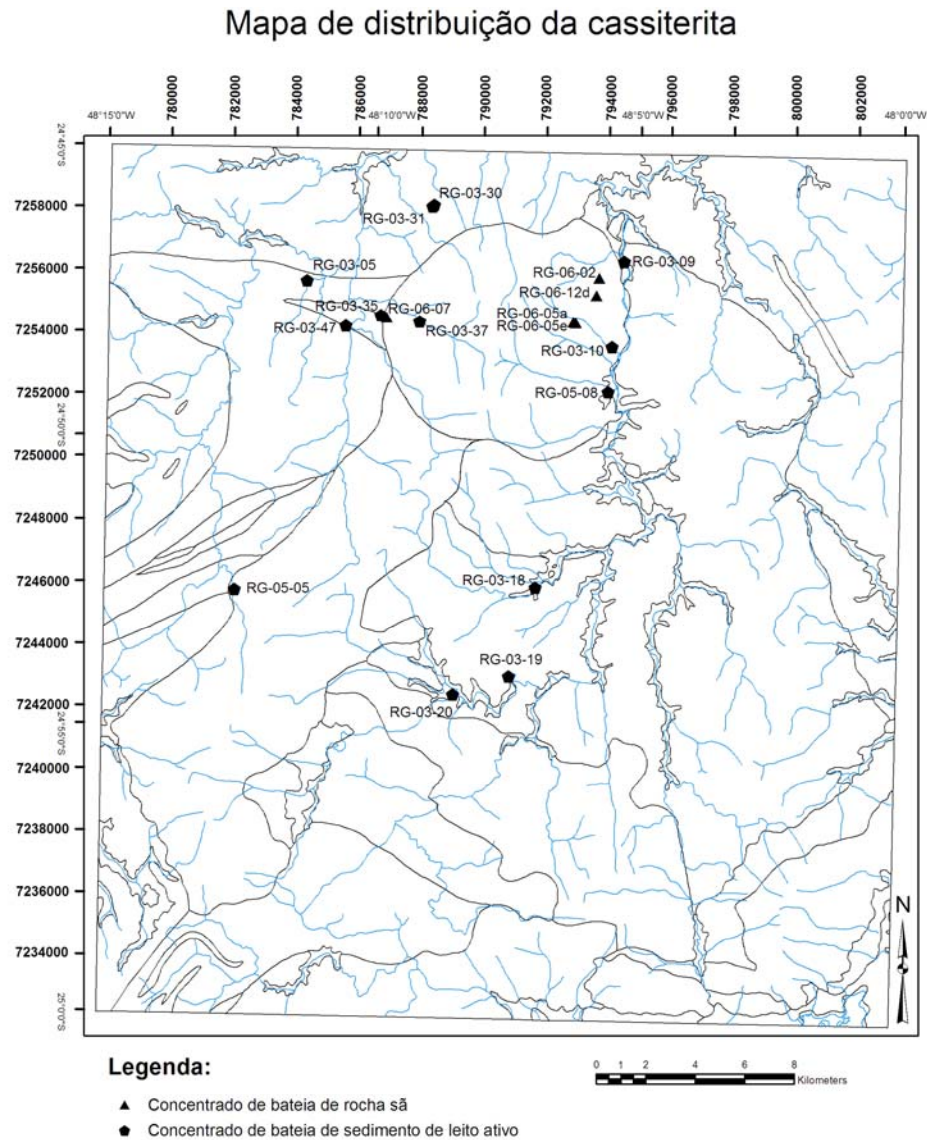 Mapa de distribuição da cassiterita
780000
782000
784000
786000
788000
790000
792000
794000
796000
798000
800000
802000
48°15'0"W
48°10'0"W
48°5'0"W
48°0'0"W
24°45'0"S
7258000
7256000
7254000
7252000
24°50'0"S
7250000
7248000
7246000
7244000
7242000
24°55'0"S
7240000
7238000
7236000
7234000
25°0'0"S
RG-03-30
RG-03-31
RG-03-05
RG-03-09
RG-06-02
RG-06-12d
RG-03-35
RG-06-07
RG-06-05a
RG-06-05e
RG-03-47
RG-03-37
RG-03-10
RG-05-08
RG-03-18
RG-05-05
RG-03-19
RG-03-20
N
Legenda:
0 1 2 4 6 8
Kilometers
Concentrado de bateia de rocha sã
Concentrado de bateia de sedimento de leito ativo